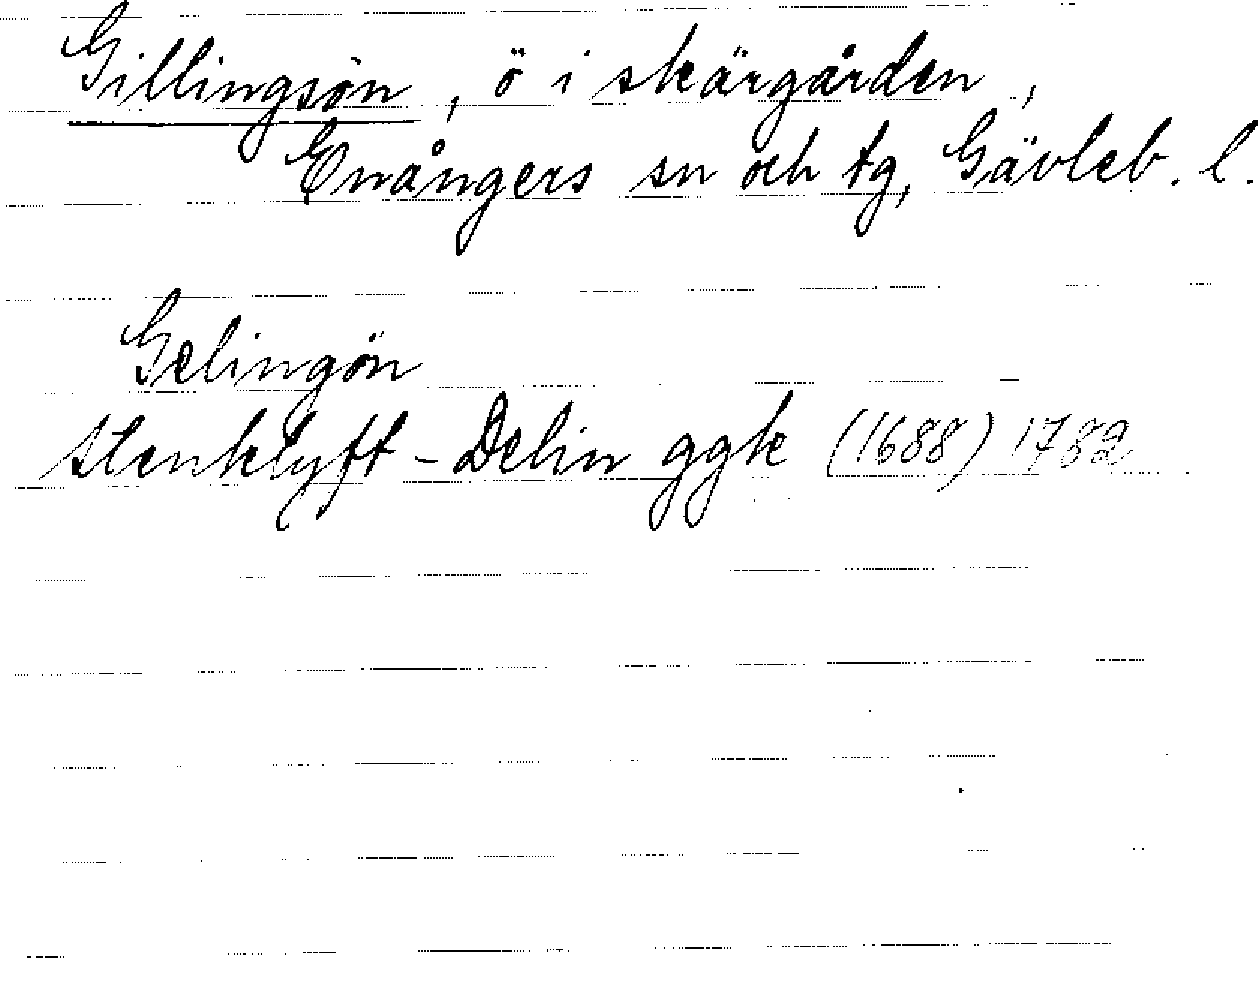 Gillingsön, ö i skärgården,
Enångers sn och tg, Gävleb. l.
Gelingön
Stenklyft - Delin ggk (1688) 1782